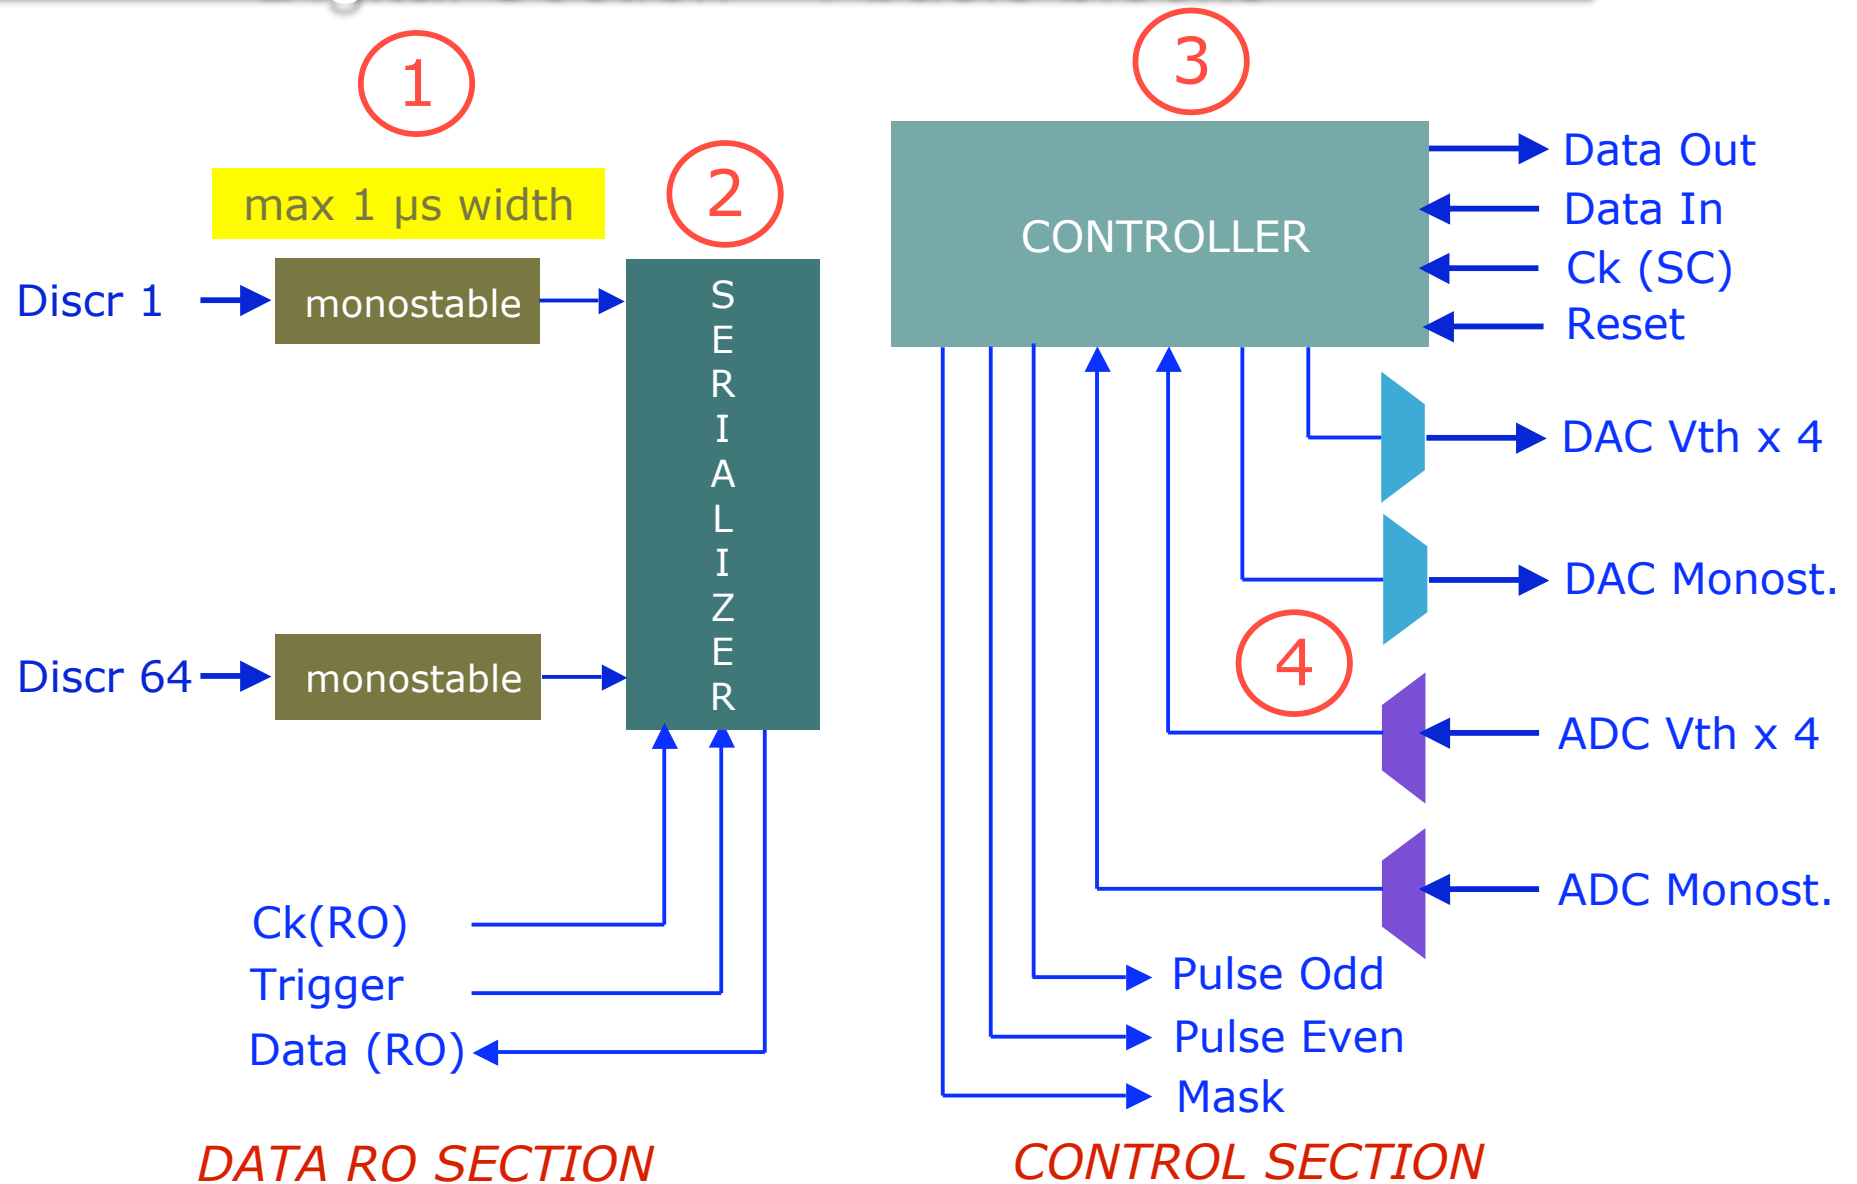 1
max 1 µs width
Discr 1
monostable
Discr 64
monostable
2
SERIALIZER
Ck(RO)
Trigger
Data (RO)
DATA RO SECTION
3
CONTROLLER
Data Out
Data In
Ck (SC)
Reset
DAC Vth x 4
DAC Monost.
4
ADC Vth x 4
ADC Monost.
Pulse Odd
Pulse Even
Mask
CONTROL SECTION